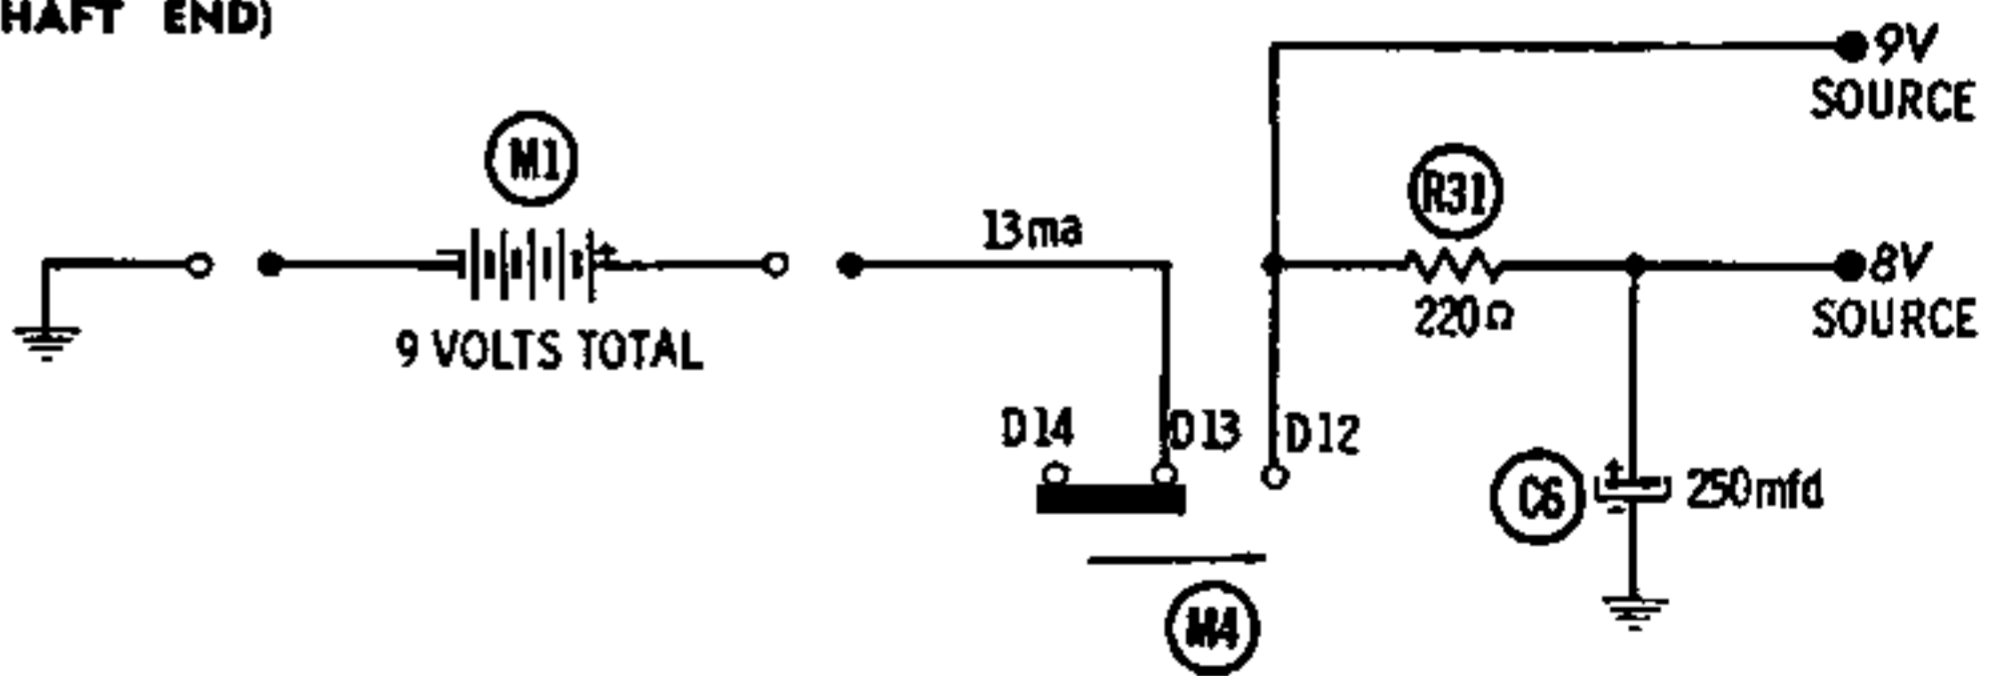 HAFT END)
9V
SOURCE
M1
R31
13ma
8V
SOURCE
220Ω
9 VOLTS TOTAL
D14
D13
D12
C6
+
-
250mfd
M4